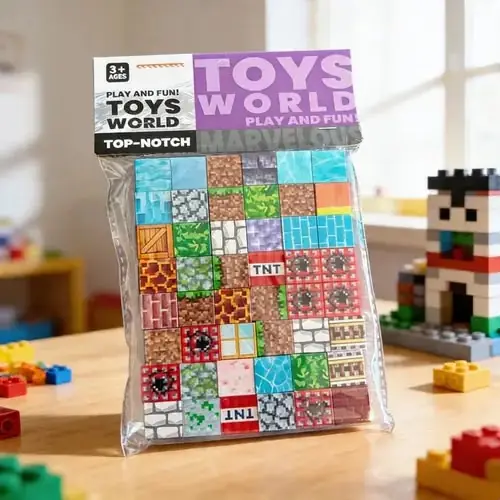 3+
AGES
PLAY AND FUN!
TOYS
WORLD
TOP-NOTCH
TOYS
WORLD
PLAY AND FUN!
MARVELOUS
TNT
TNT